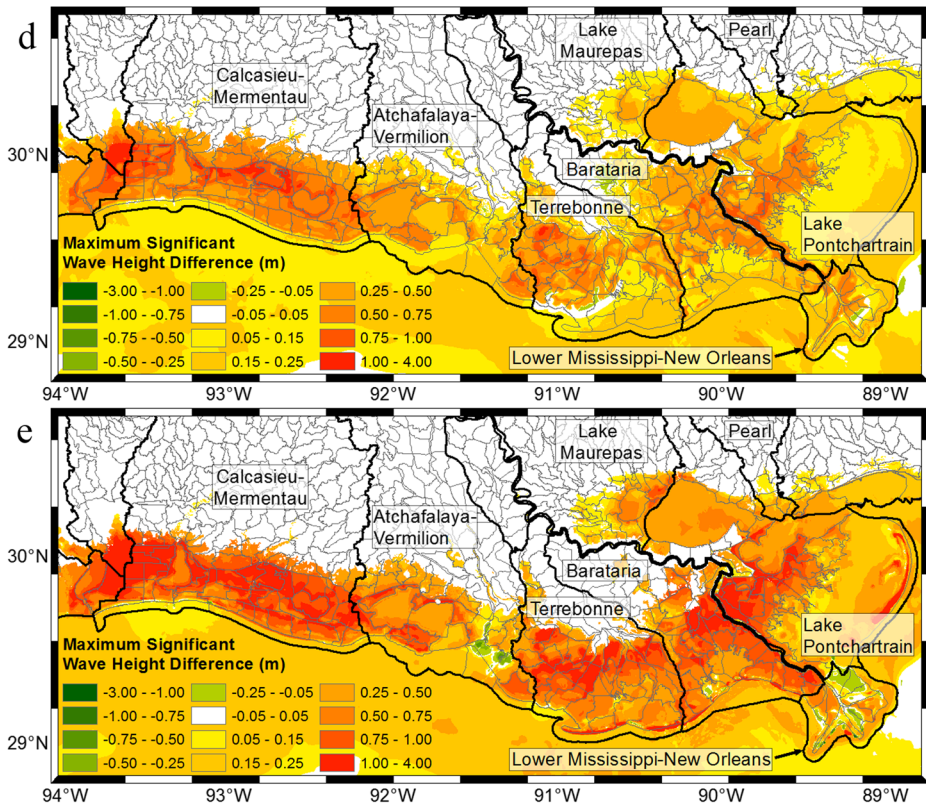 d
Lake
Maurepas
Pearl
Calcasieu-
Mermentau
Atchafalaya-
Vermilion
30°N
Barataria
Terrebonne
Lake
Pontchartrain
Maximum Significant
Wave Height Difference (m)
-3.00 - -1.00
-0.25 - -0.05
0.25 - 0.50
-1.00 - -0.75
-0.05 - 0.05
0.50 - 0.75
-0.75 - -0.50
0.05 - 0.15
0.75 - 1.00
-0.50 - -0.25
0.15 - 0.25
1.00 - 4.00
29°N
Lower Mississippi-New Orleans
94°W 93°W 92°W 91°W 90°W 89°W
e
Lake
Maurepas
Pearl
Calcasieu-
Mermentau
Atchafalaya-
Vermilion
30°N
Barataria
Terrebonne
Lake
Pontchartrain
Maximum Significant
Wave Height Difference (m)
-3.00 - -1.00
-0.25 - -0.05
0.25 - 0.50
-1.00 - -0.75
-0.05 - 0.05
0.50 - 0.75
-0.75 - -0.50
0.05 - 0.15
0.75 - 1.00
-0.50 - -0.25
0.15 - 0.25
1.00 - 4.00
29°N
Lower Mississippi-New Orleans
94°W 93°W 92°W 91°W 90°W 89°W